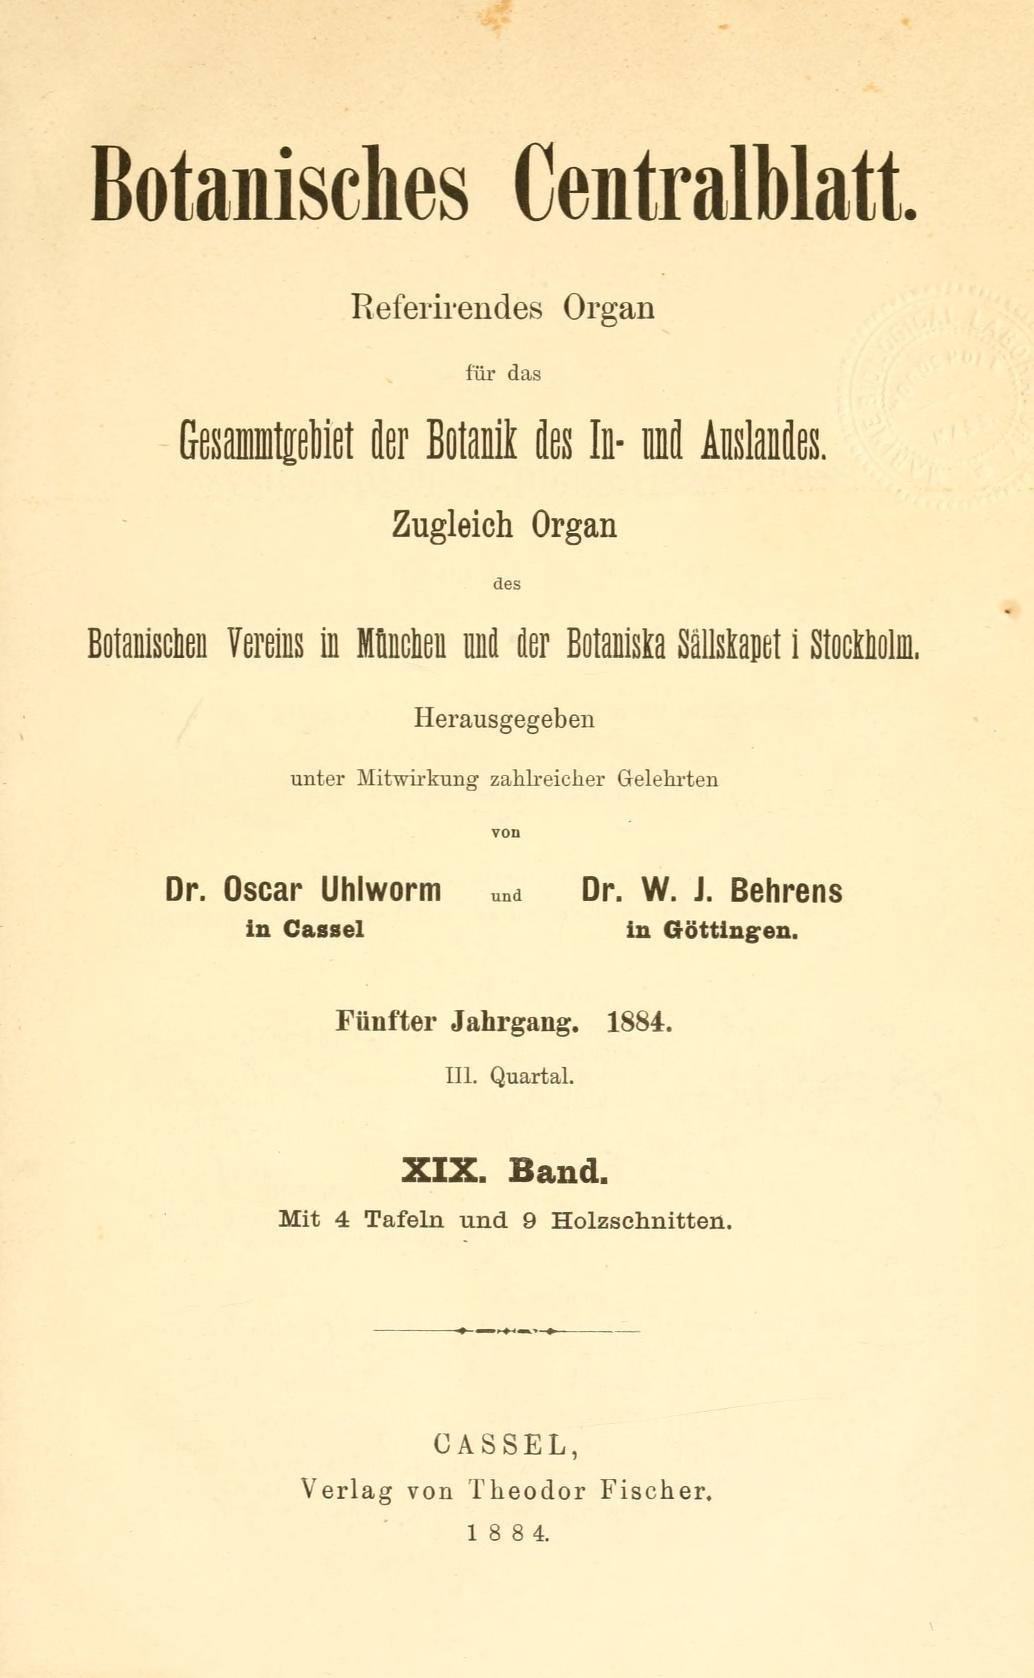 Botanisches Centralblatt.
Referirendes Organ
für das
Gesammtgebiet der Botanik des In- und Auslandes.
Zugleich Organ
des
Botanischen Vereins in München und der Botaniska Sällskapet i Stockholm.
Herausgegeben
unter Mitwirkung zahlreicher Gelehrten
von
Dr. Oscar Uhlworm und Dr. W. J. Behrens
in Cassel in Göttingen.
Fünfter Jahrgang. 1884.
III. Quartal.
XIX. Band.
Mit 4 Tafeln und 9 Holzschnitten.
CASSEL,
Verlag von Theodor Fischer.
1884.